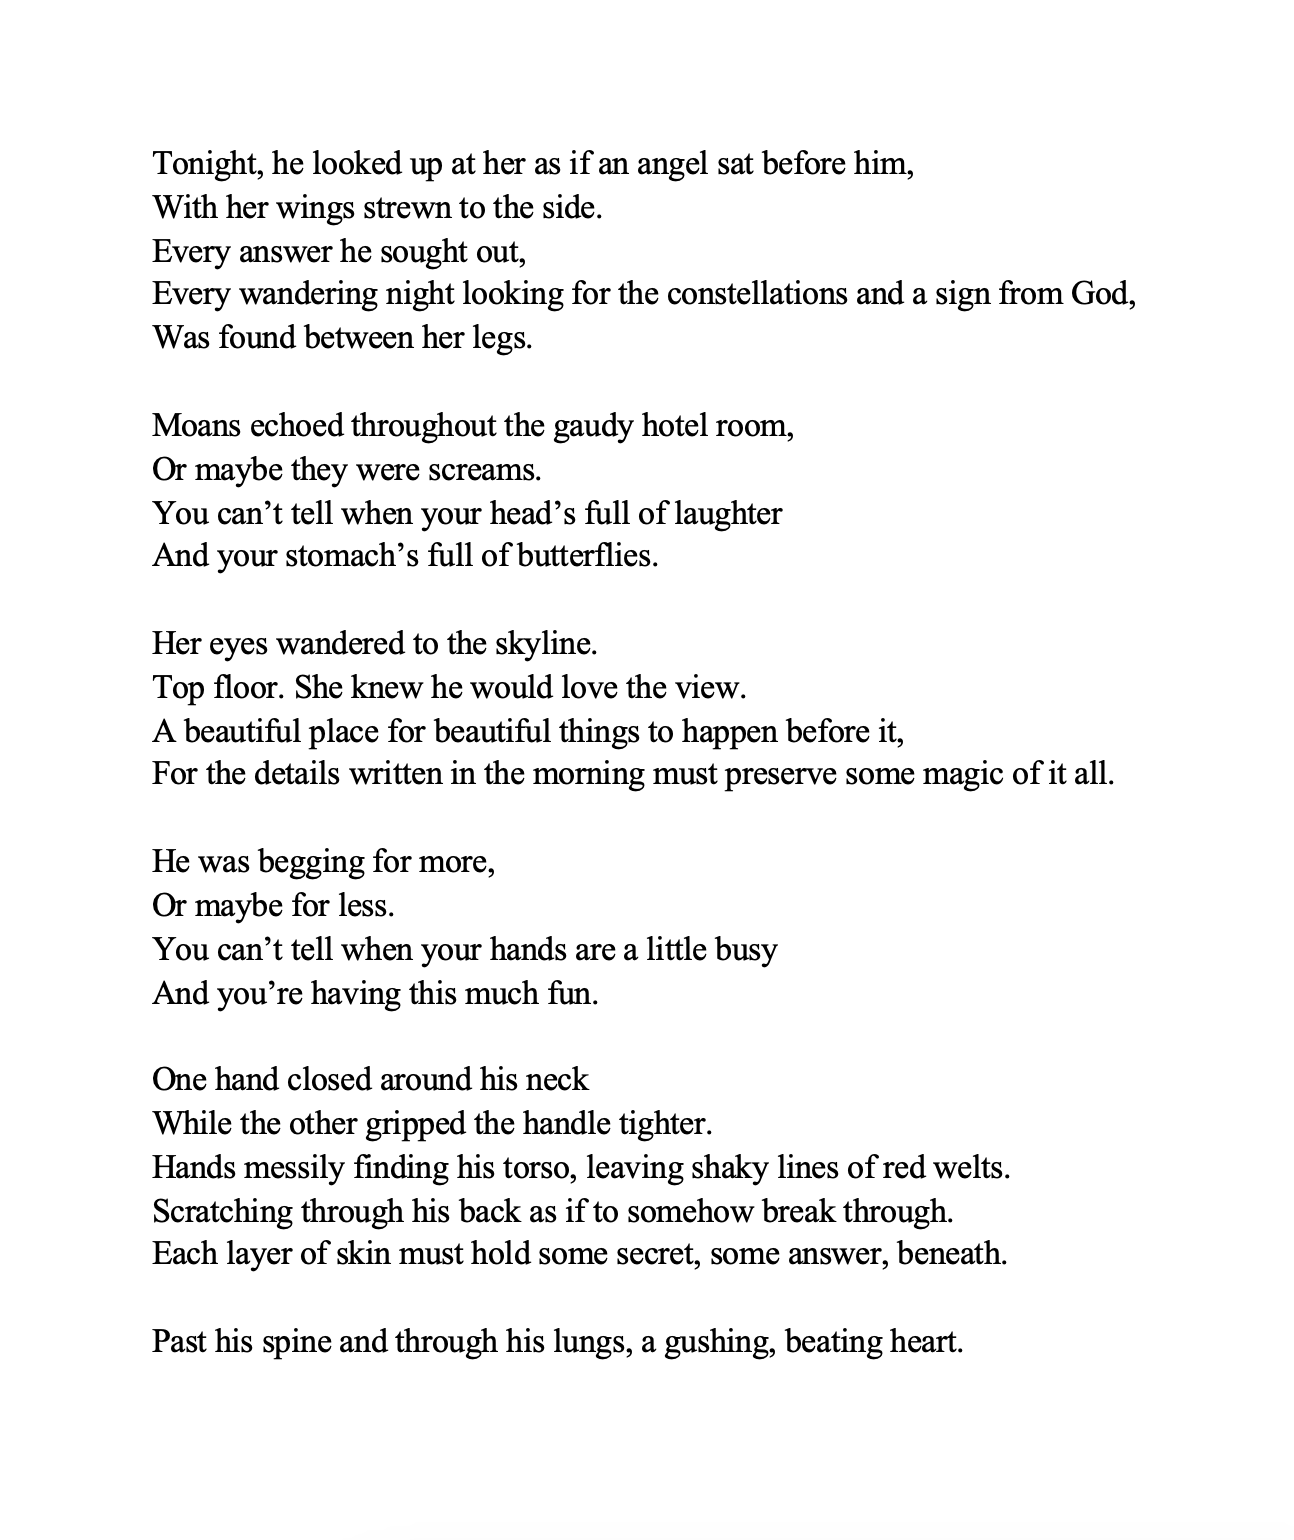 Tonight, he looked up at her as if an angel sat before him,
With her wings strewn to the side.
Every answer he sought out,
Every wandering night looking for the constellations and a sign from God,
Was found between her legs.

Moans echoed throughout the gaudy hotel room,
Or maybe they were screams.
You can’t tell when your head’s full of laughter
And your stomach’s full of butterflies.

Her eyes wandered to the skyline.
Top floor. She knew he would love the view.
A beautiful place for beautiful things to happen before it,
For the details written in the morning must preserve some magic of it all.

He was begging for more,
Or maybe for less.
You can’t tell when your hands are a little busy
And you’re having this much fun.

One hand closed around his neck
While the other gripped the handle tighter.
Hands messily finding his torso, leaving shaky lines of red welts.
Scratching through his back as if to somehow break through.
Each layer of skin must hold some secret, some answer, beneath.

Past his spine and through his lungs, a gushing, beating heart.